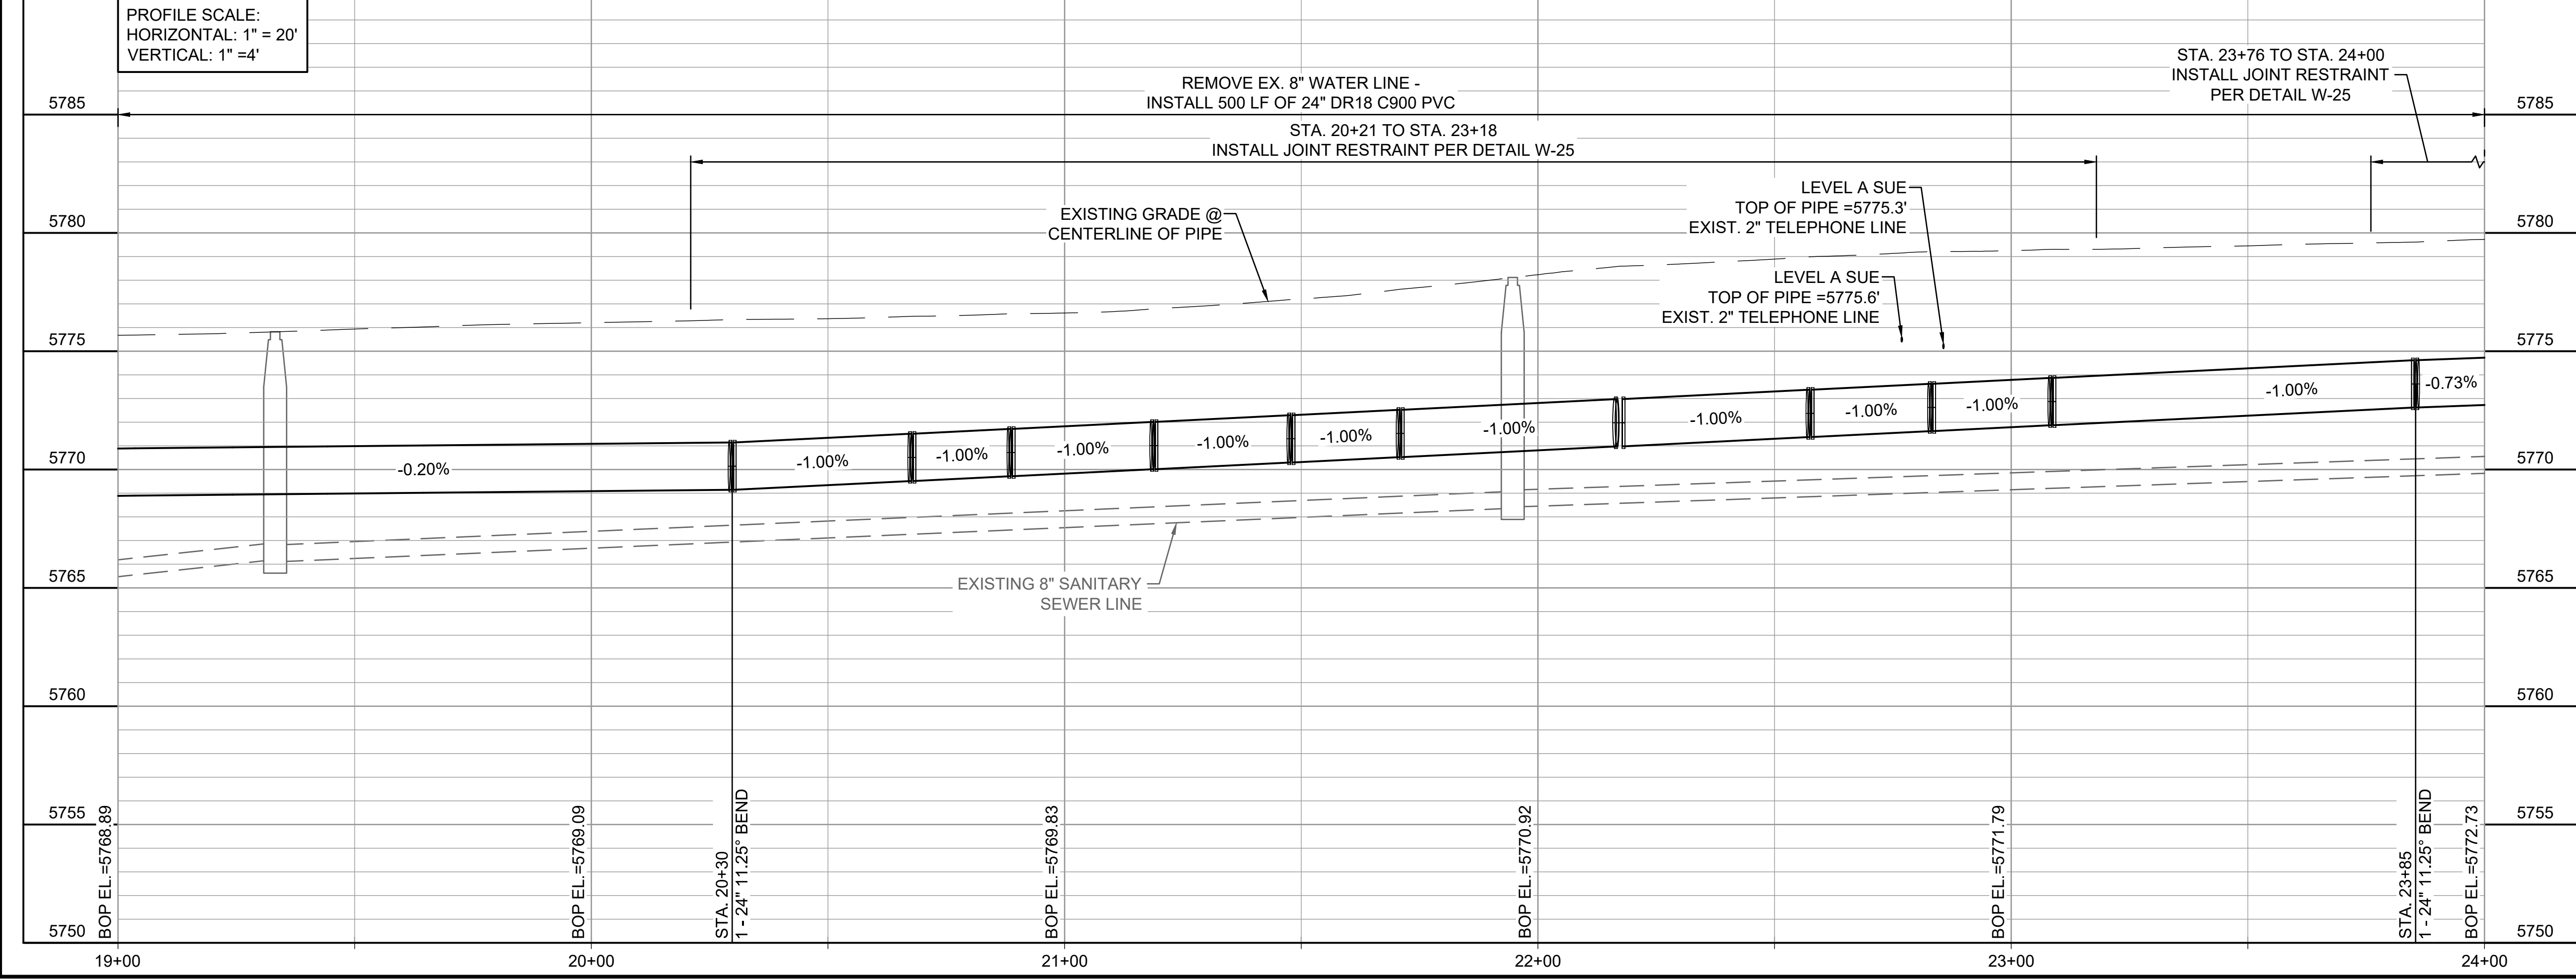 PROFILE SCALE:
HORIZONTAL: 1" = 20'
VERTICAL: 1" =4'
REMOVE EX. 8" WATER LINE -
INSTALL 500 LF OF 24" DR18 C900 PVC
STA. 23+76 TO STA. 24+00
INSTALL JOINT RESTRAINT
PER DETAIL W-25
5785
5785
STA. 20+21 TO STA. 23+18
INSTALL JOINT RESTRAINT PER DETAIL W-25
LEVEL A SUE
TOP OF PIPE =5775.3'
EXIST. 2" TELEPHONE LINE
EXISTING GRADE @
CENTERLINE OF PIPE
5780
5780
LEVEL A SUE
TOP OF PIPE =5775.6'
EXIST. 2" TELEPHONE LINE
5775
5775
-0.20%
-1.00%
-1.00%
-1.00%
-1.00%
-1.00%
-1.00%
-1.00%
-1.00%
-1.00%
-1.00%
-0.73%
5770
5770
5765
5765
EXISTING 8" SANITARY
SEWER LINE
5760
5760
5755
5755
BOP EL.=5768.89
BOP EL.=5769.09
STA. 20+30
1 - 24" 11.25° BEND
BOP EL.=5769.83
BOP EL.=5770.92
BOP EL.=5771.79
STA. 23+85
1 - 24" 11.25° BEND
BOP EL.=5772.73
5750
5750
19+00
20+00
21+00
22+00
23+00
24+00